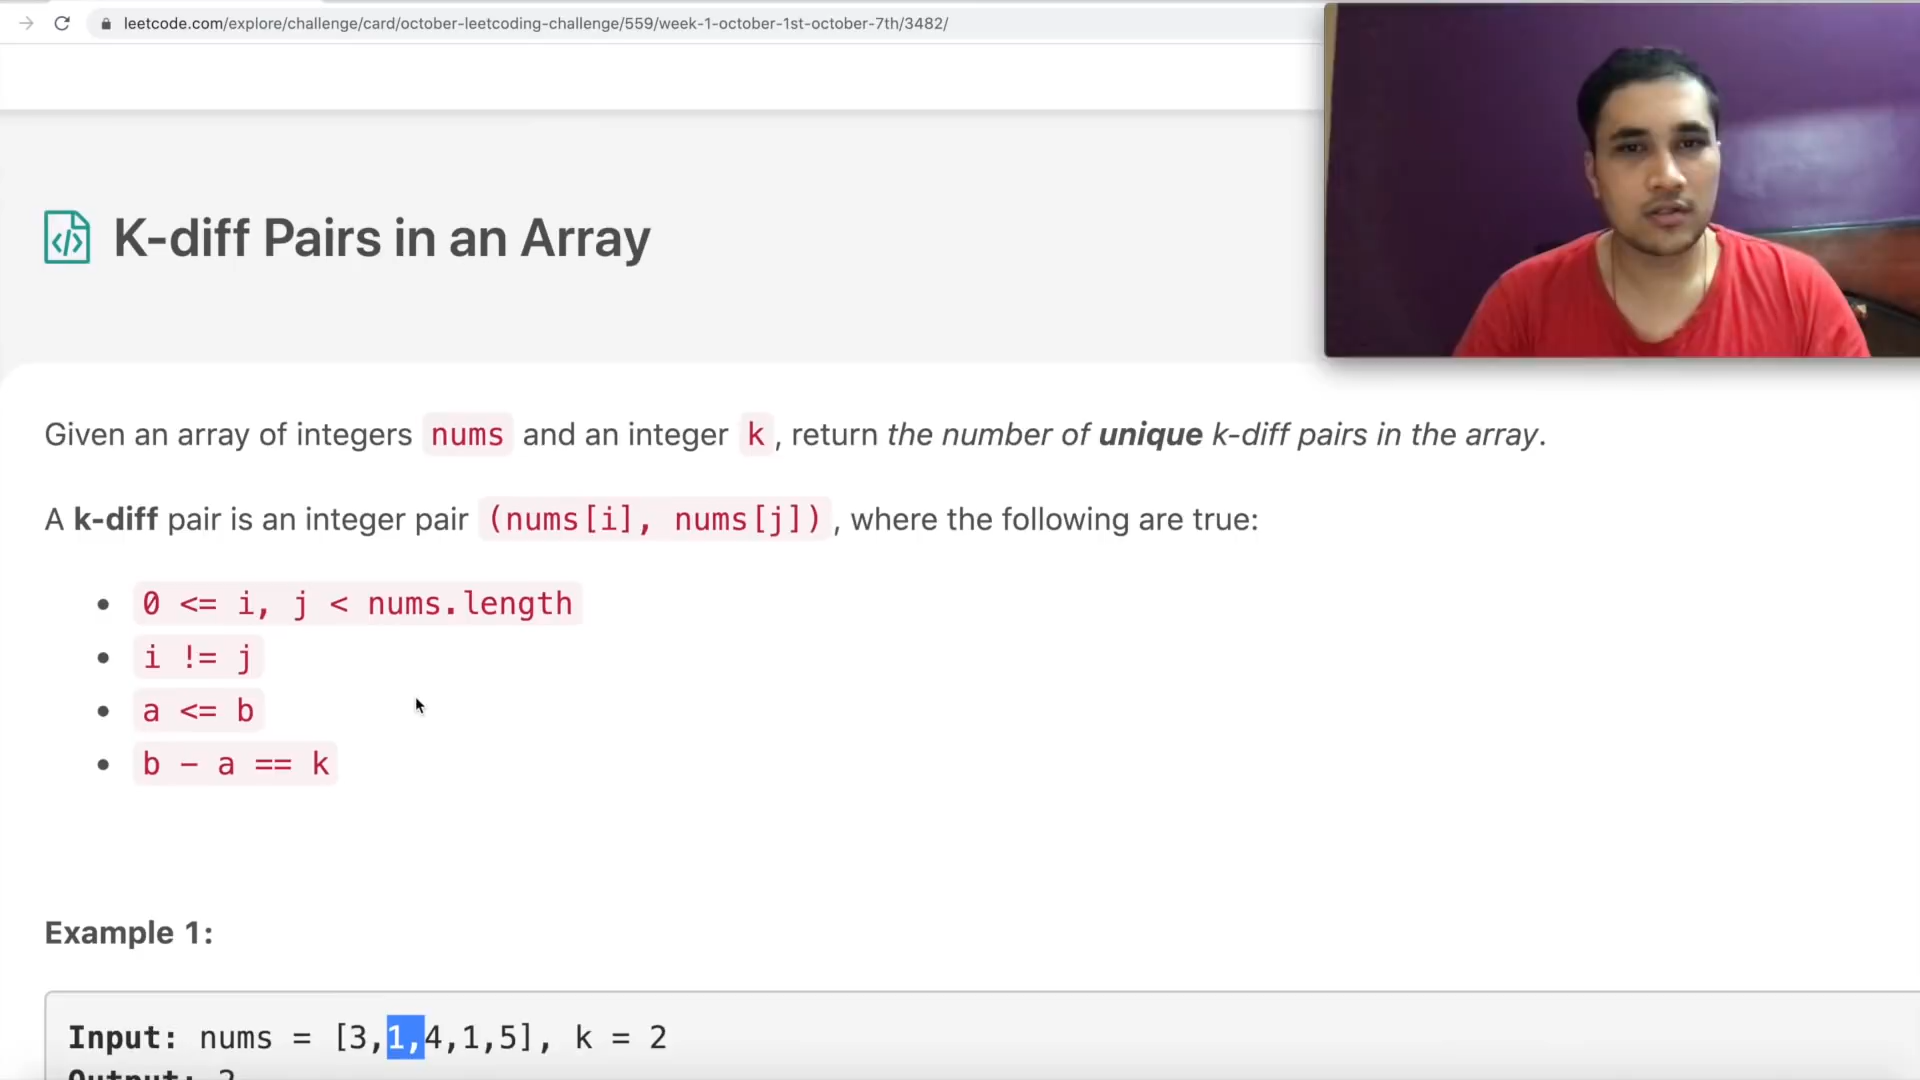 leetcode.com/explore/challenge/card/october-leetcoding-challenge/559/week-1-october-1st-october-7th/3482/
</> K-diff Pairs in an Array
Given an array of integers nums and an integer k, return the number of unique k-diff pairs in the array.
A k-diff pair is an integer pair (nums[i], nums[j]), where the following are true:
• 0 <= i, j < nums.length
• i != j
• a <= b
• b - a == k
Example 1:
Input: nums = [3,1,4,1,5], k = 2
Output: 2